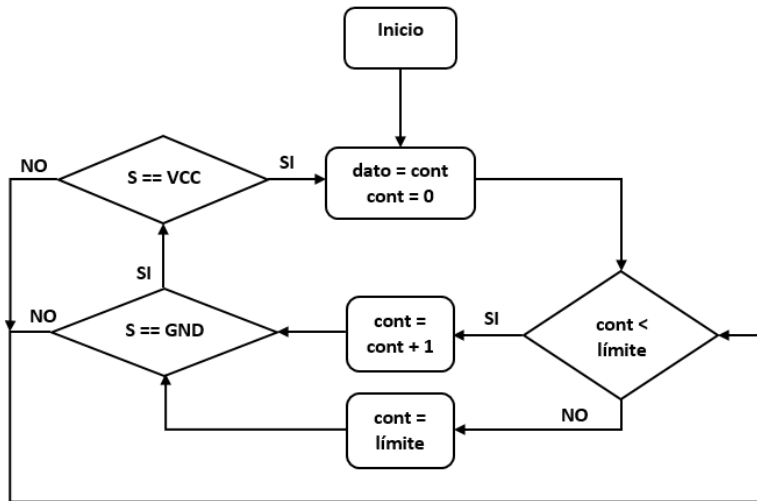 Inicio
NO
S == VCC
SI
dato = cont
cont = 0
SI
NO
S == GND
cont =
cont + 1
SI
cont <
límite
cont =
límite
NO